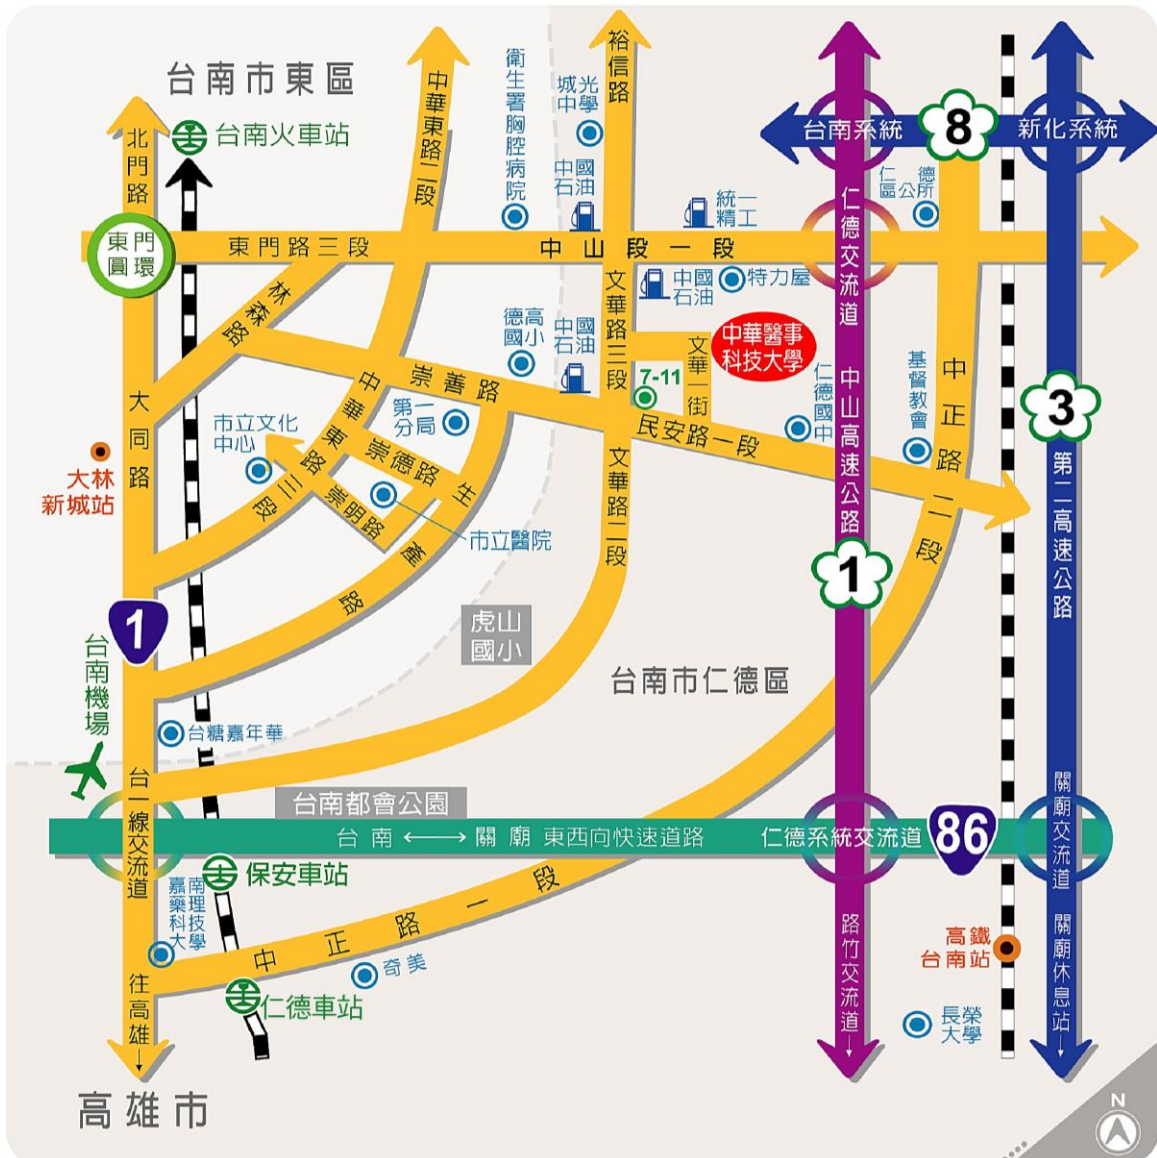 台南市東區
台南火車站
北門路
東門
圓環
東門路三段
中華東路二段
衛生署胸腔病院
城光
中學
中國
石油
裕信路
統一
精工
中山段一段
台南系統
8
新化系統
仁德
區公所
仁德交流道
中國
石油
特力屋
文華路三段
中華醫事
科技大學
文華一街
7-11
林森路
德高
國小
中國
石油
崇善路
民安路一段
仁德
國中
基督教會
中正路二段
中山高速公路
1
3
第二高速公路
大同路
大林
新城站
市立文化
中心
中華東路三段
第一
分局
崇德路
崇明路
市立醫院
生產路
文華路二段
1
台南機場
虎山
國小
台南市仁德區
台糖嘉年華
台一線交流道
台南都會公園
台南 ←→ 關廟 東西向快速道路
仁德系統交流道
86
關廟交流道
保安車站
嘉南
藥理
科技
大學
中正路一段
奇美
仁德車站
往高雄↓
高雄市
路竹交流道↓
高鐵
台南站
長榮
大學
關廟休息站↓
N